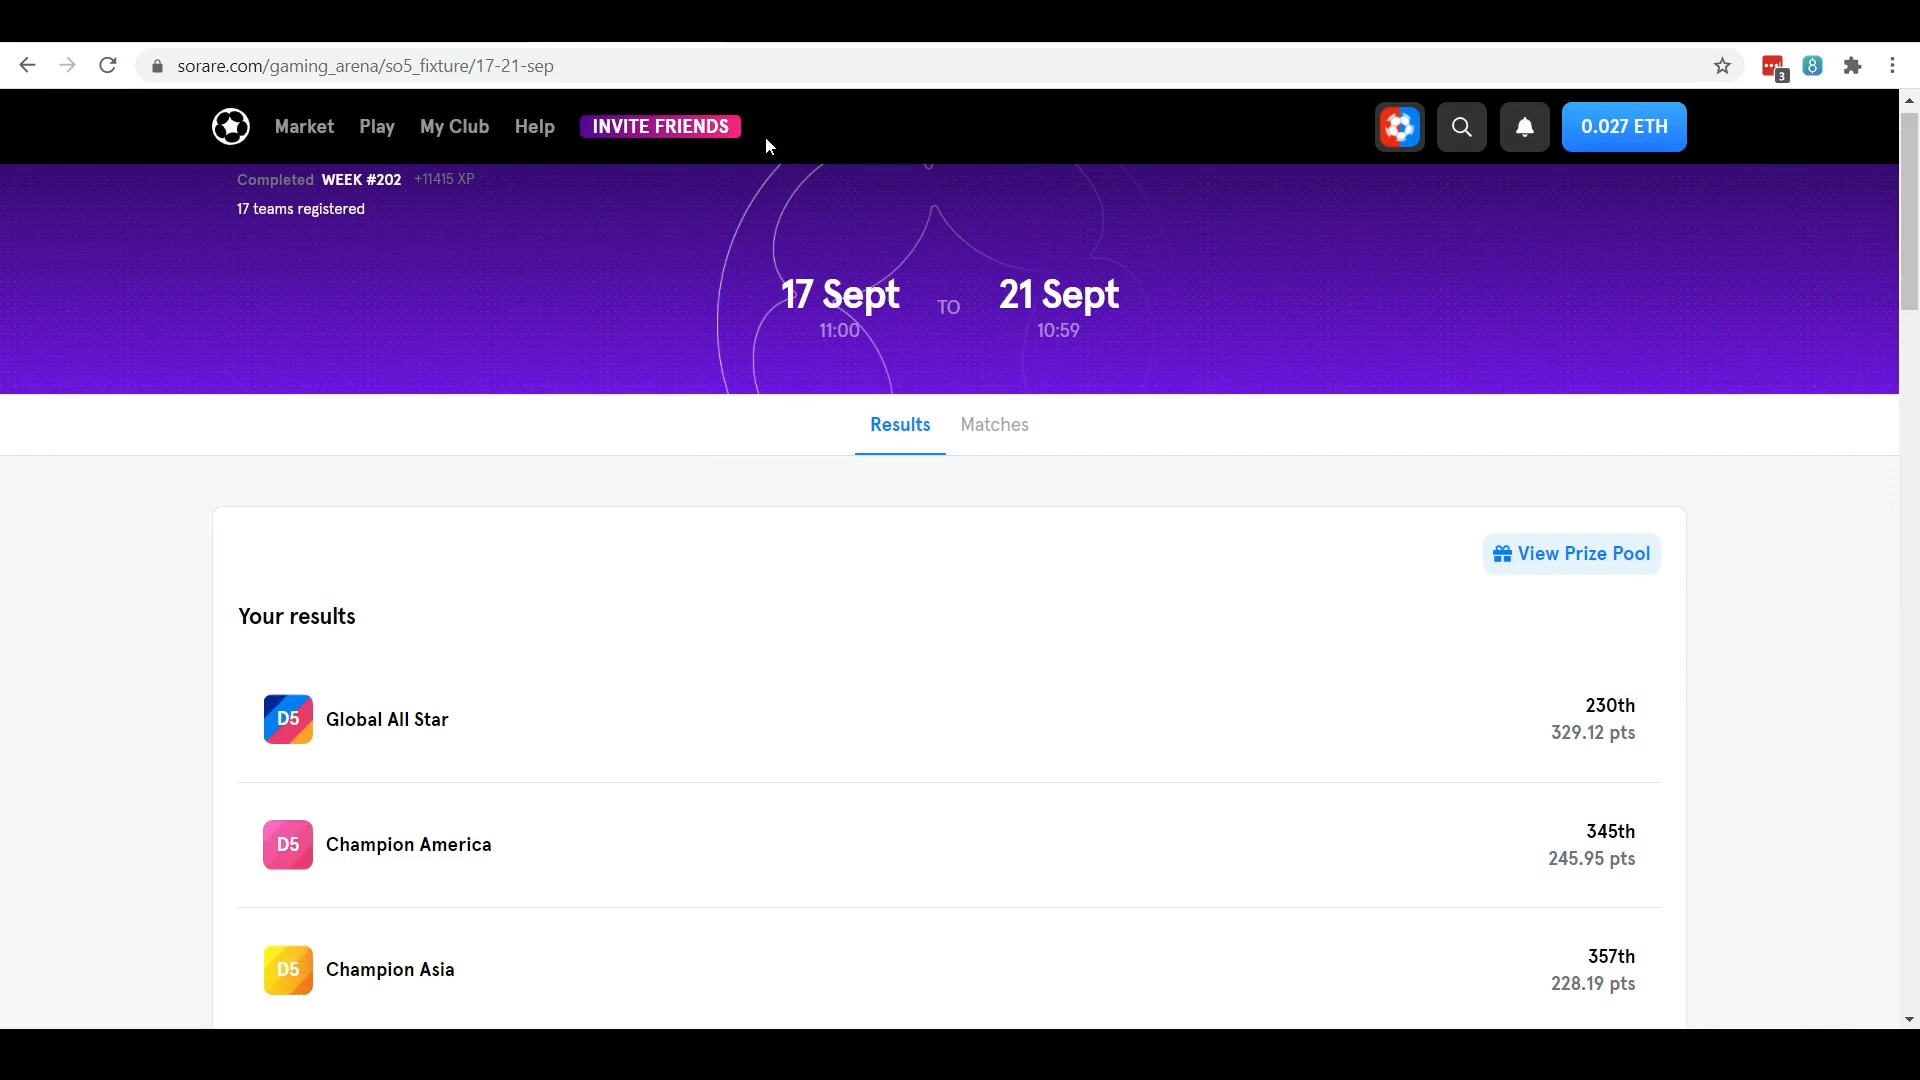 sorare.com/gaming_arena/so5_fixture/17-21-sep
3
8
Market Play My Club Help INVITE FRIENDS
0.027 ETH
Completed WEEK #202 +11415 XP
17 teams registered
17 Sept TO 21 Sept
11:00 10:59
Results Matches
View Prize Pool
Your results
D5 Global All Star
230th
329.12 pts
D5 Champion America
345th
245.95 pts
D5 Champion Asia
357th
228.19 pts